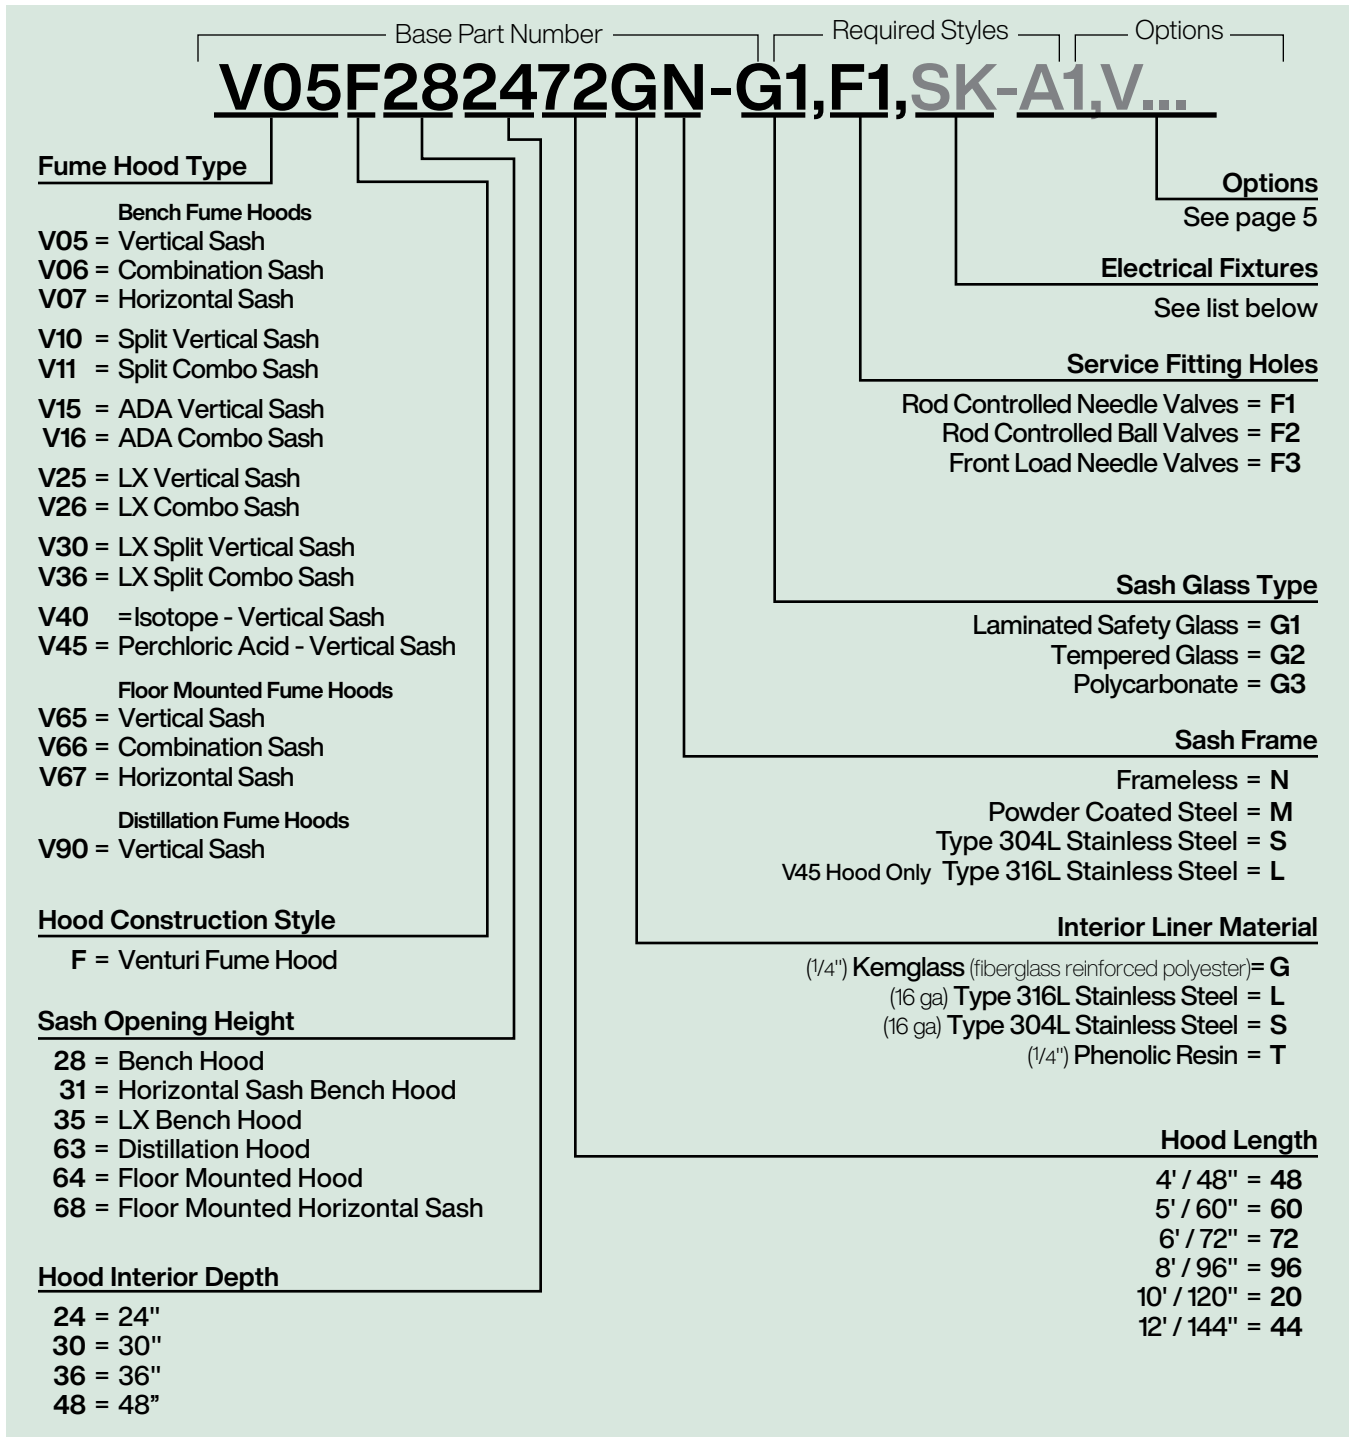 Base Part Number
Required Styles
Options
V05F282472GN-G1,F1,SK-A1,V...
Fume Hood Type
Bench Fume Hoods
V05 = Vertical Sash
V06 = Combination Sash
V07 = Horizontal Sash
V10 = Split Vertical Sash
V11 = Split Combo Sash
V15 = ADA Vertical Sash
V16 = ADA Combo Sash
V25 = LX Vertical Sash
V26 = LX Combo Sash
V30 = LX Split Vertical Sash
V36 = LX Split Combo Sash
V40 =Isotope - Vertical Sash
V45 = Perchloric Acid - Vertical Sash
Floor Mounted Fume Hoods
V65 = Vertical Sash
V66 = Combination Sash
V67 = Horizontal Sash
Distillation Fume Hoods
V90 = Vertical Sash
Hood Construction Style
F = Venturi Fume Hood
Sash Opening Height
28 = Bench Hood
31 = Horizontal Sash Bench Hood
35 = LX Bench Hood
63 = Distillation Hood
64 = Floor Mounted Hood
68 = Floor Mounted Horizontal Sash
Hood Interior Depth
24 = 24"
30 = 30"
36 = 36"
48 = 48”
Options
See page 5
Electrical Fixtures
See list below
Service Fitting Holes
Rod Controlled Needle Valves = F1
Rod Controlled Ball Valves = F2
Front Load Needle Valves = F3
Sash Glass Type
Laminated Safety Glass = G1
Tempered Glass = G2
Polycarbonate = G3
Sash Frame
Frameless = N
Powder Coated Steel = M
Type 304L Stainless Steel = S
V45 Hood Only Type 316L Stainless Steel = L
Interior Liner Material
(1/4") Kemglass (fiberglass reinforced polyester)= G
(16 ga) Type 316L Stainless Steel = L
(16 ga) Type 304L Stainless Steel = S
(1/4") Phenolic Resin = T
Hood Length
4' / 48" = 48
5' / 60" = 60
6' / 72" = 72
8' / 96" = 96
10' / 120" = 20
12' / 144" = 44